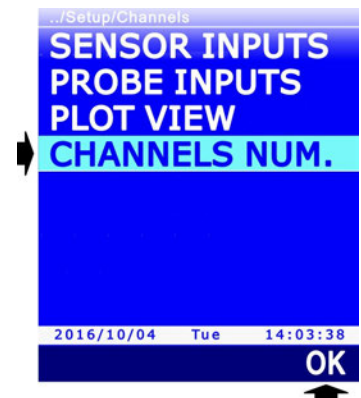 ../Setup/Channels
SENSOR INPUTS
PROBE INPUTS
PLOT VIEW
CHANNELS NUM.
2016/10/04 Tue 14:03:38
OK